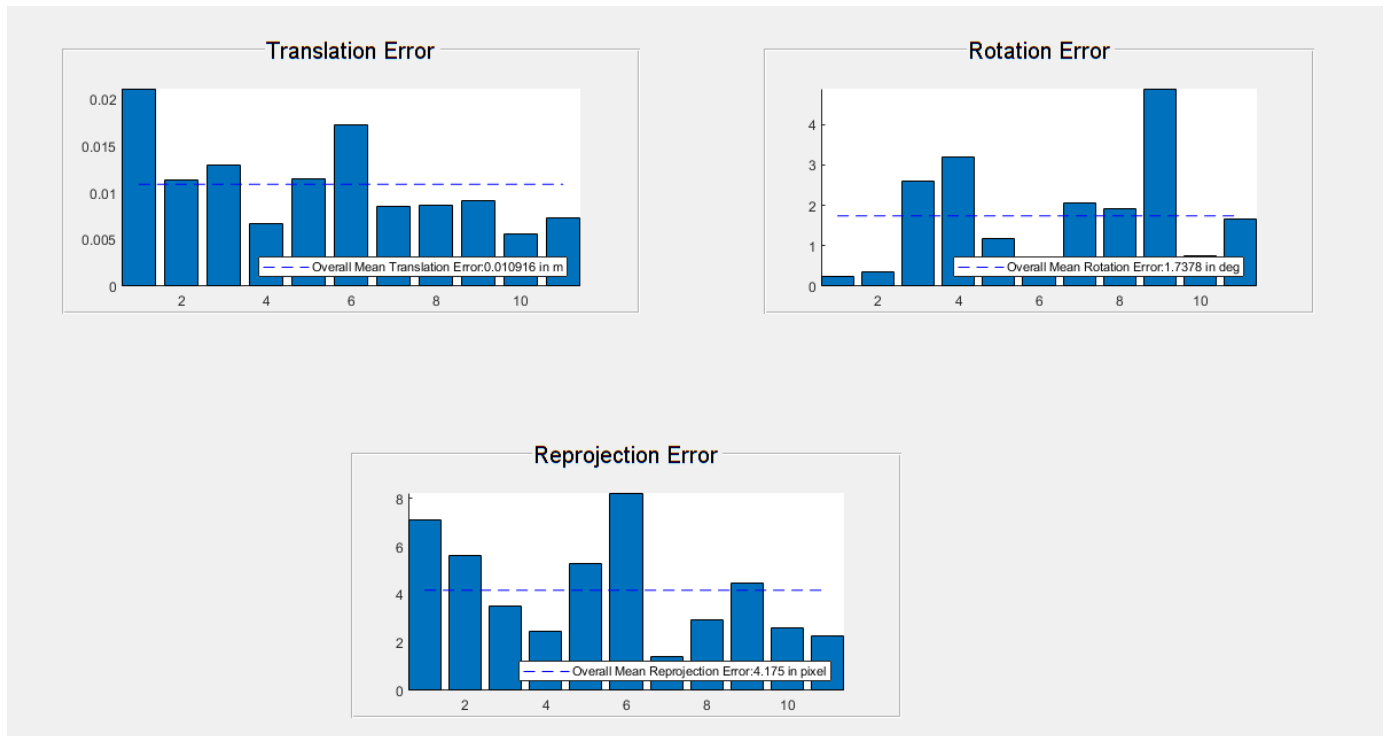 Translation Error
0.02
0.015
0.01
0.005
0
Overall Mean Translation Error:0.010916 in m
2 4 6 8 10
Rotation Error
4
3
2
1
0
Overall Mean Rotation Error:1.7378 in deg
2 4 6 8 10
Reprojection Error
8
6
4
2
0
Overall Mean Reprojection Error:4.175 in pixel
2 4 6 8 10